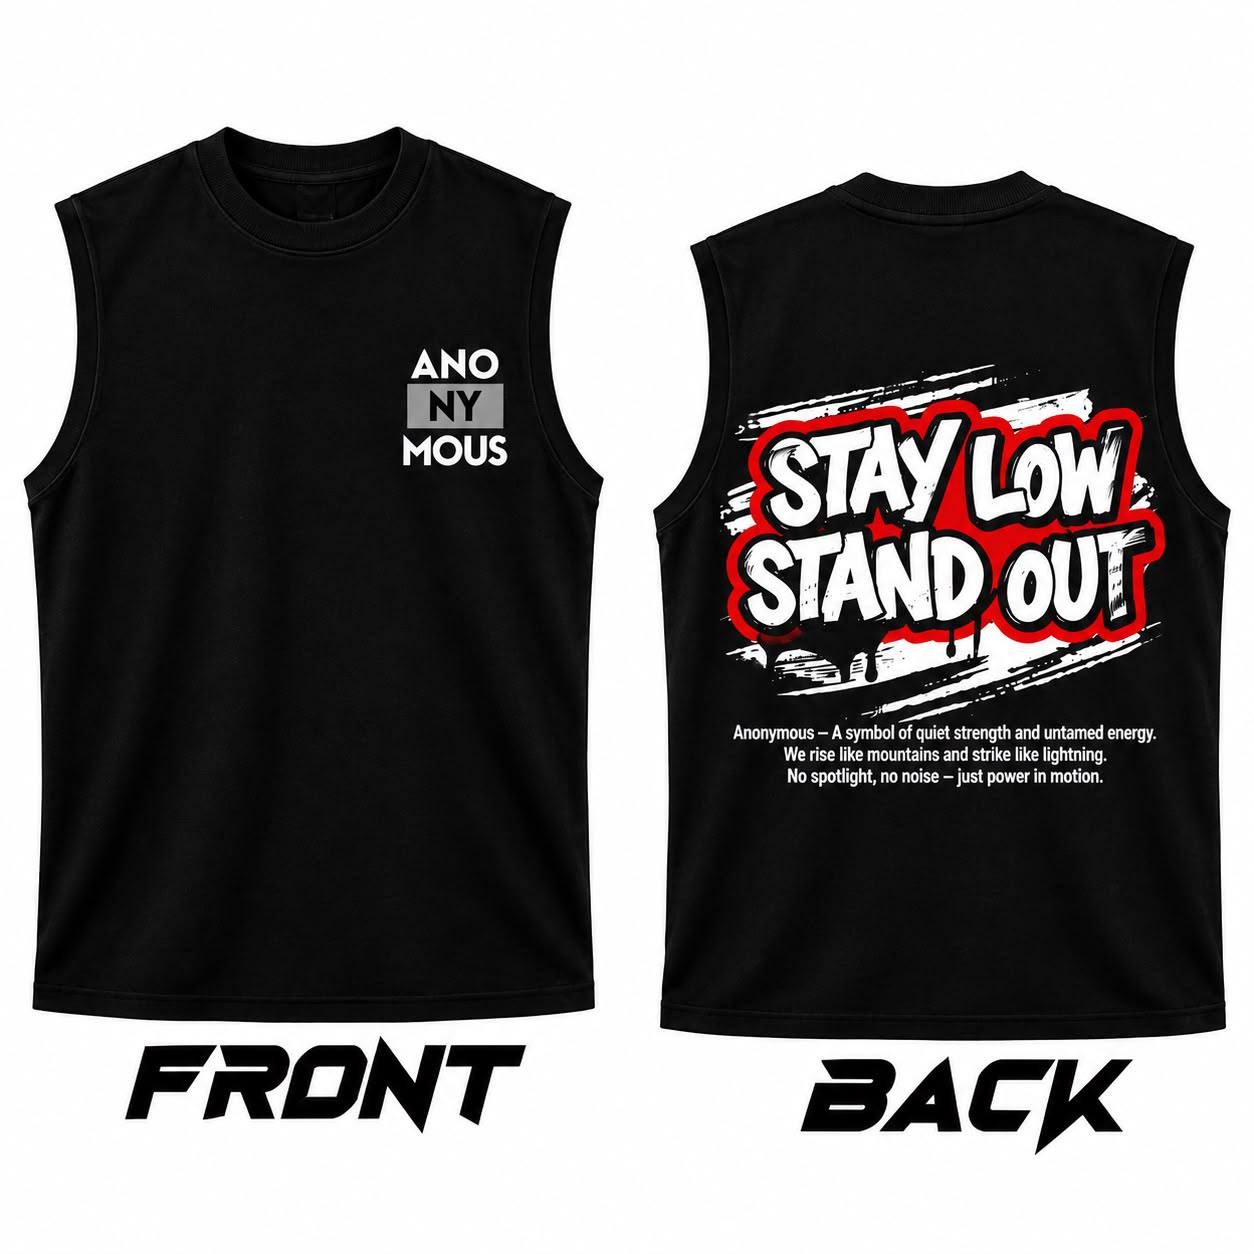 ANO
NY
MOUS
STAY LOW
STAND OUT
Anonymous – A symbol of quiet strength and untamed energy.
We rise like mountains and strike like lightning.
No spotlight, no noise – just power in motion.
FRONT
BACK